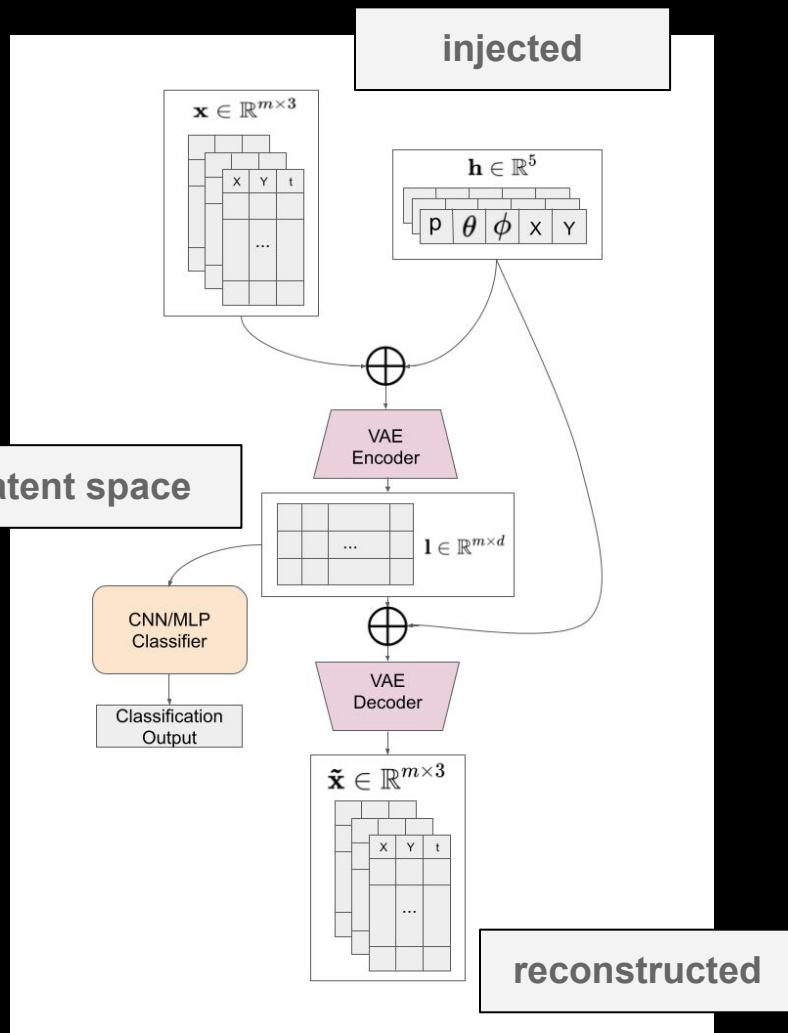 injected
𝐱 ∈ ℝ^{m×3}
X Y t
...
𝐡 ∈ ℝ^5
p θ ϕ X Y
⊕
VAE
Encoder
atent space
...
𝐥 ∈ ℝ^{m×d}
⊕
CNN/MLP
Classifier
VAE
Decoder
Classification
Output
𝐱̃ ∈ ℝ^{m×3}
X Y t
...
reconstructed